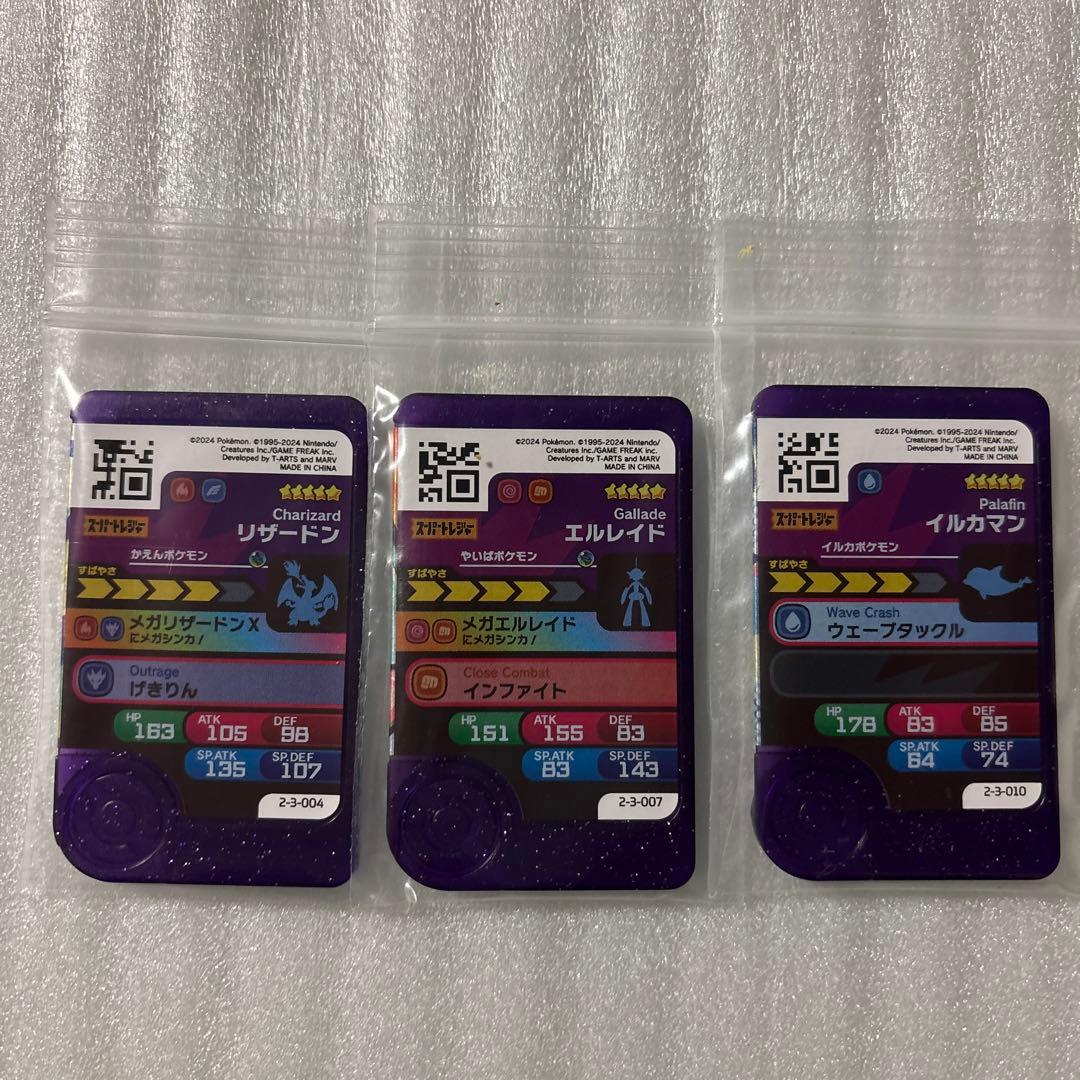 ©2024 Pokémon. ©1995-2024 Nintendo/
Creatures Inc./GAME FREAK inc.
Developed by T-ARTS and MARV
MADE IN CHINA
Charizard
スーパートレジャー
リザードン
かえんポケモン
すばやさ
メガリザードンX
にメガシンカ!
Outrage
げきりん
HP
163
ATK
105
DEF
98
SP.ATK
135
SP.DEF
107
2-3-004
©2024 Pokémon. ©1995-2024 Nintendo/
Creatures Inc./GAME FREAK inc.
Developed by T-ARTS and MARV
MADE IN CHINA
Gallade
スーパートレジャー
エルレイド
やいばポケモン
すばやさ
メガエルレイド
にメガシンカ!
Close Combat
インファイト
HP
151
ATK
155
DEF
83
SP.ATK
83
SP.DEF
143
2-3-007
©2024 Pokémon. ©1995-2024 Nintendo/
Creatures Inc./GAME FREAK inc.
Developed by T-ARTS and MARV
MADE IN CHINA
Palafin
スーパートレジャー
イルカマン
イルカポケモン
すばやさ
Wave Crash
ウェーブタックル
HP
178
ATK
83
DEF
85
SP.ATK
64
SP.DEF
74
2-3-010